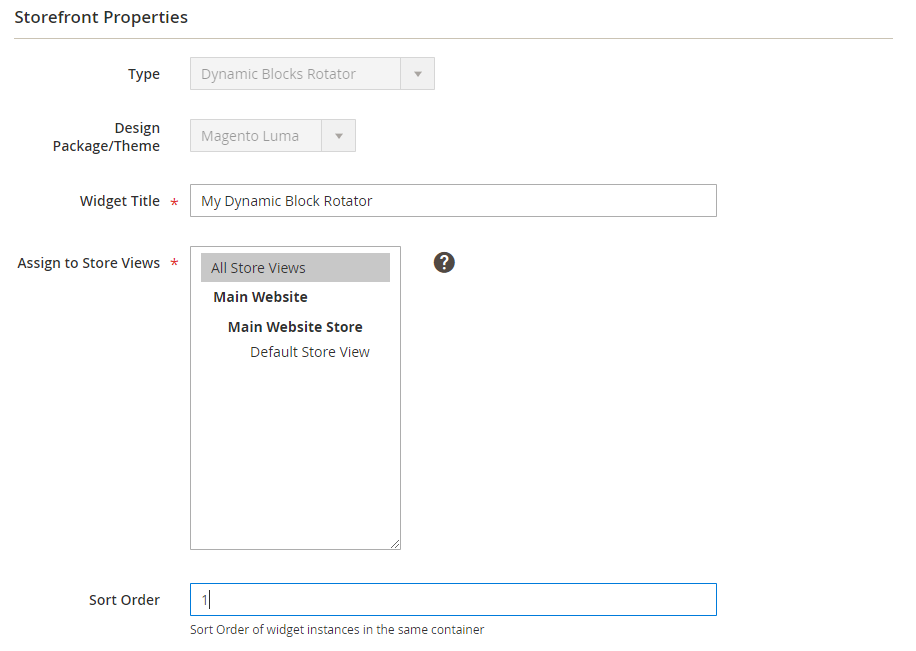 Storefront Properties
Type
Dynamic Blocks Rotator
Design
Package/Theme
Magento Luma
Widget Title *
My Dynamic Block Rotator
Assign to Store Views *
All Store Views
?
Main Website
Main Website Store
Default Store View
Sort Order
1
Sort Order of widget instances in the same container